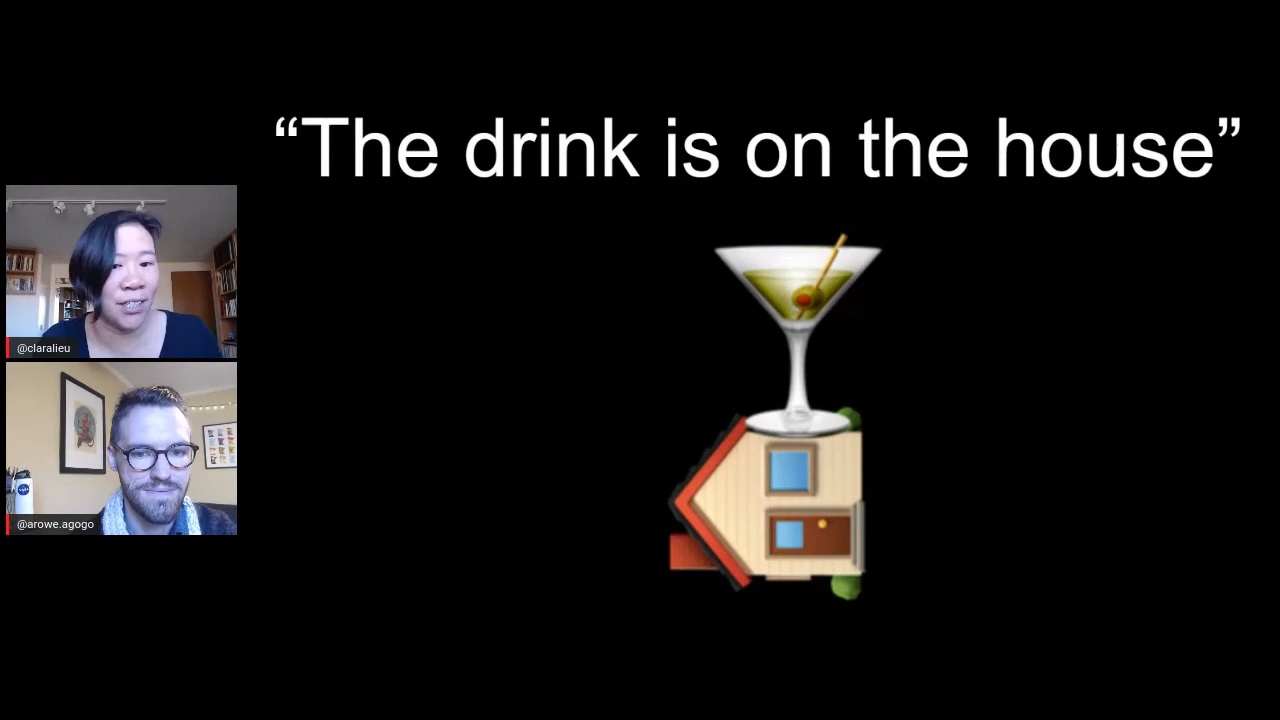 “The drink is on the house”
@claralieu
@arowe.agogo